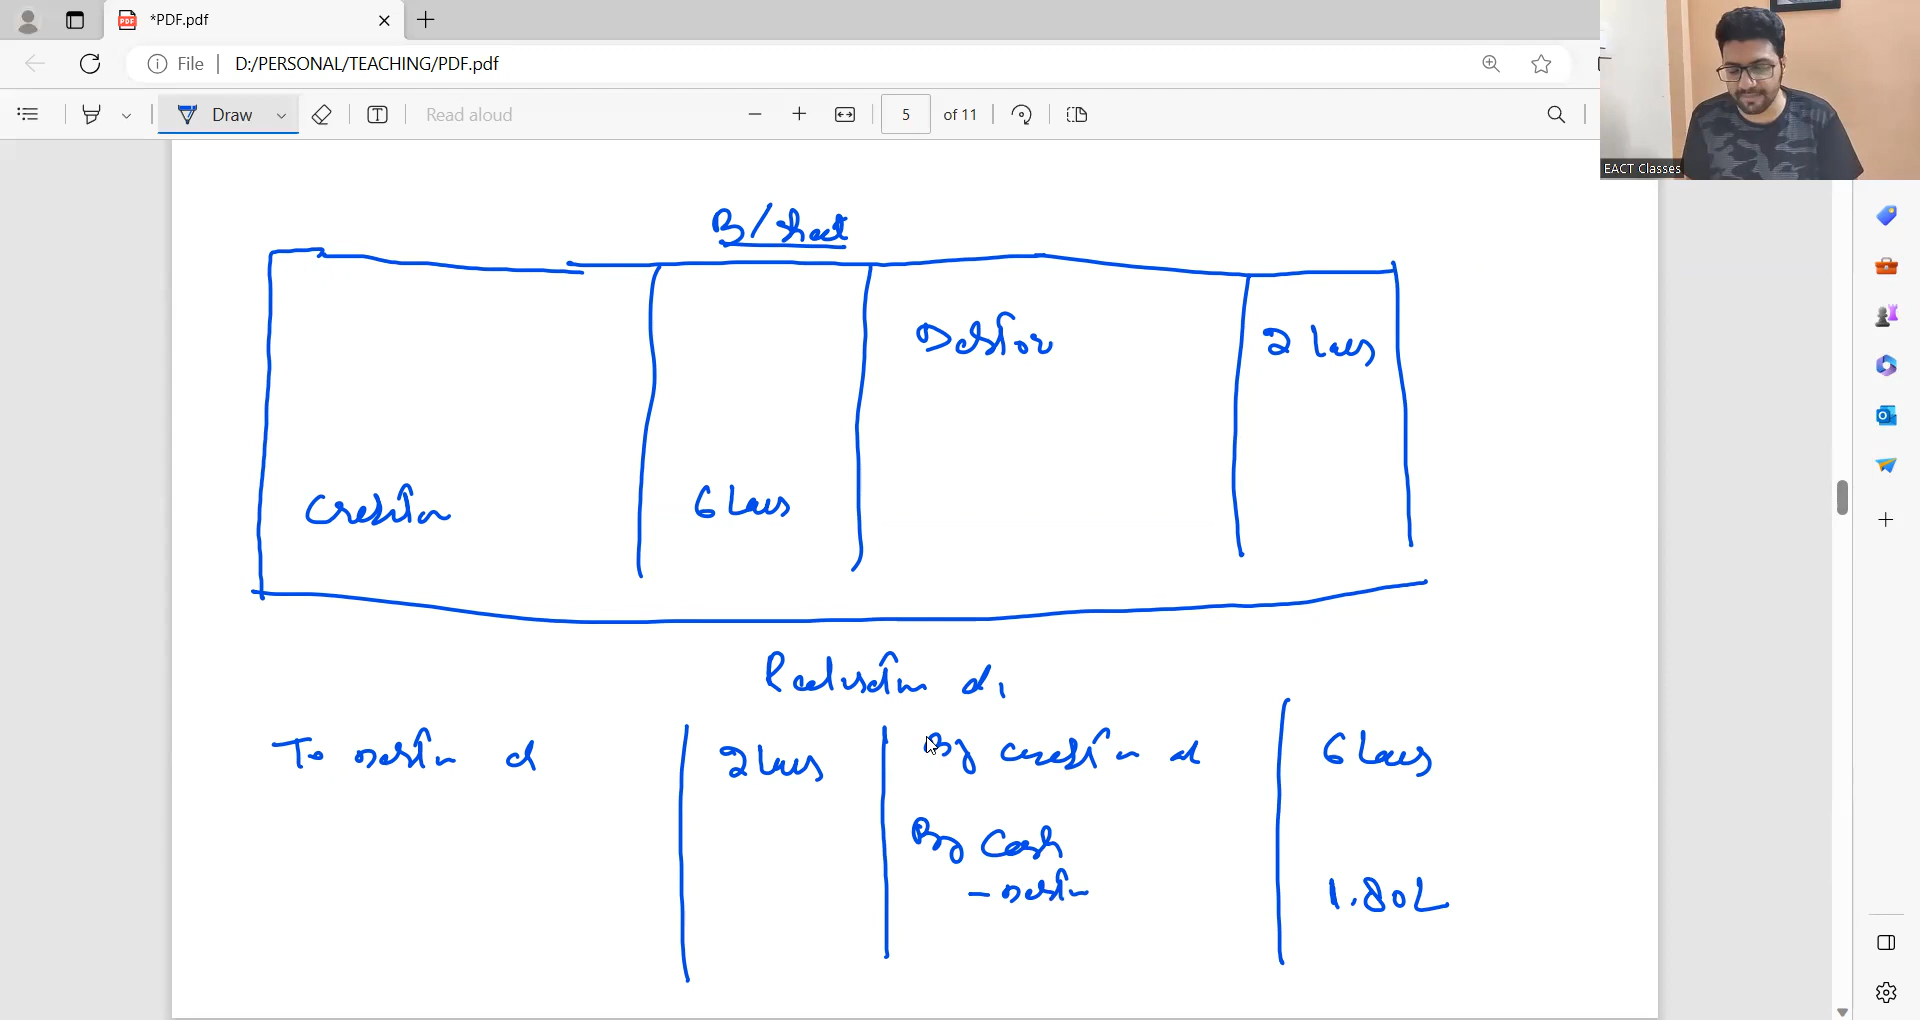 *PDF.pdf
File D:/PERSONAL/TEACHING/PDF.pdf
Draw Read aloud 5 of 11
EACT Classes
B/Sheet
Debtor 2 Lacs
Creditor 6 Lacs
Realisation a/c
To Debtor a/c 2 Lacs By creditor a/c 6 Lacs
By Cash
- Debtor 1.80L